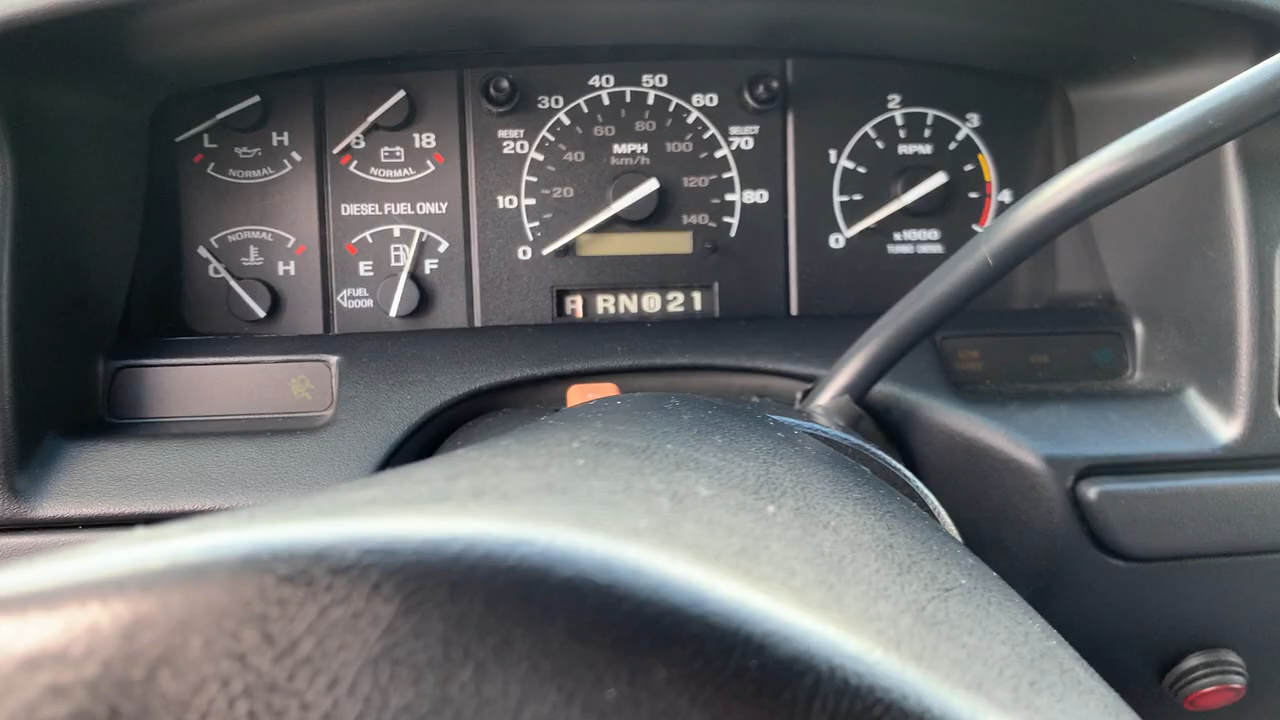 L H
NORMAL
8 18
NORMAL
DIESEL FUEL ONLY
NORMAL
C H
E F
FUEL
DOOR
RESET
SELECT
0 10 20 30 40 50 60 70 80
20 40 60 80 100 120 140
MPH
km/h
P RN021
0 1 2 3 4
RPM
x1000
TURBO DIESEL